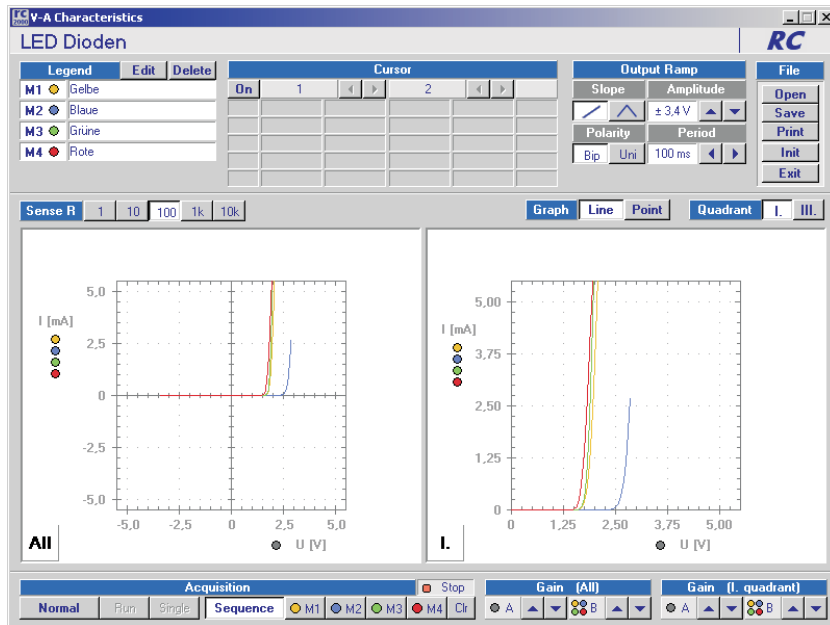 rc 2000 V-A Characteristics
LED Dioden RC
Legend Edit Delete
M1 Gelbe
M2 Blaue
M3 Grüne
M4 Rote
Cursor
On 1 2
Output Ramp
Slope Amplitude
± 3,4 V
Polarity Period
Bip Uni 100 ms
File
Open
Save
Print
Init
Exit
Sense R 1 10 100 1k 10k
Graph Line Point Quadrant I. III.
I [mA]
5,0
2,5
0
-2,5
-5,0
-5,0 -2,5 0 2,5 5,0
U [V]
All
I [mA]
5,00
3,75
2,50
1,25
0
0 1,25 2,50 3,75 5,00
U [V]
I.
Acquisition Stop
Normal Run Single Sequence M1 M2 M3 M4 Clr
Gain (All)
A B
Gain (I. quadrant)
A B